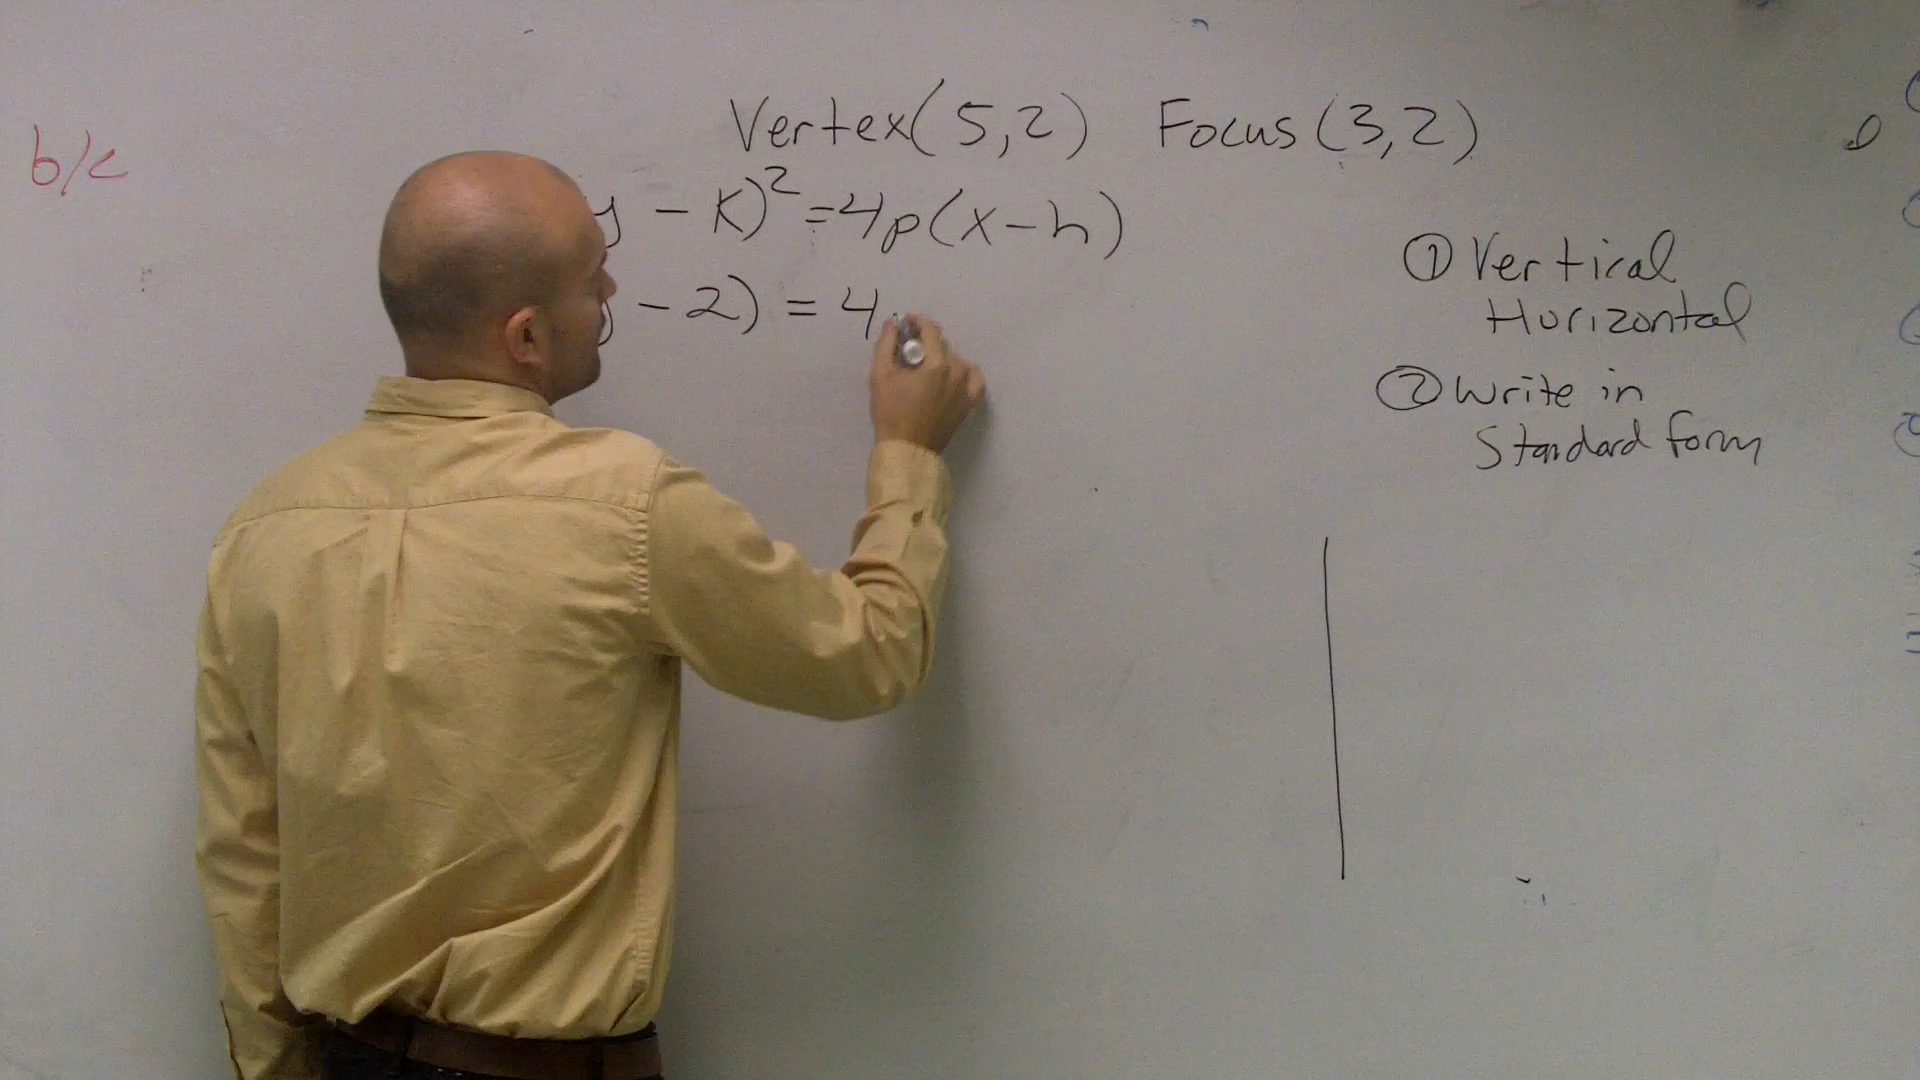 Vertex(5,2) Focus(3,2)
b/c
y - k)² = 4p(x-h)
- 2) = 4
① Vertical
Horizontal
② Write in
Standard form